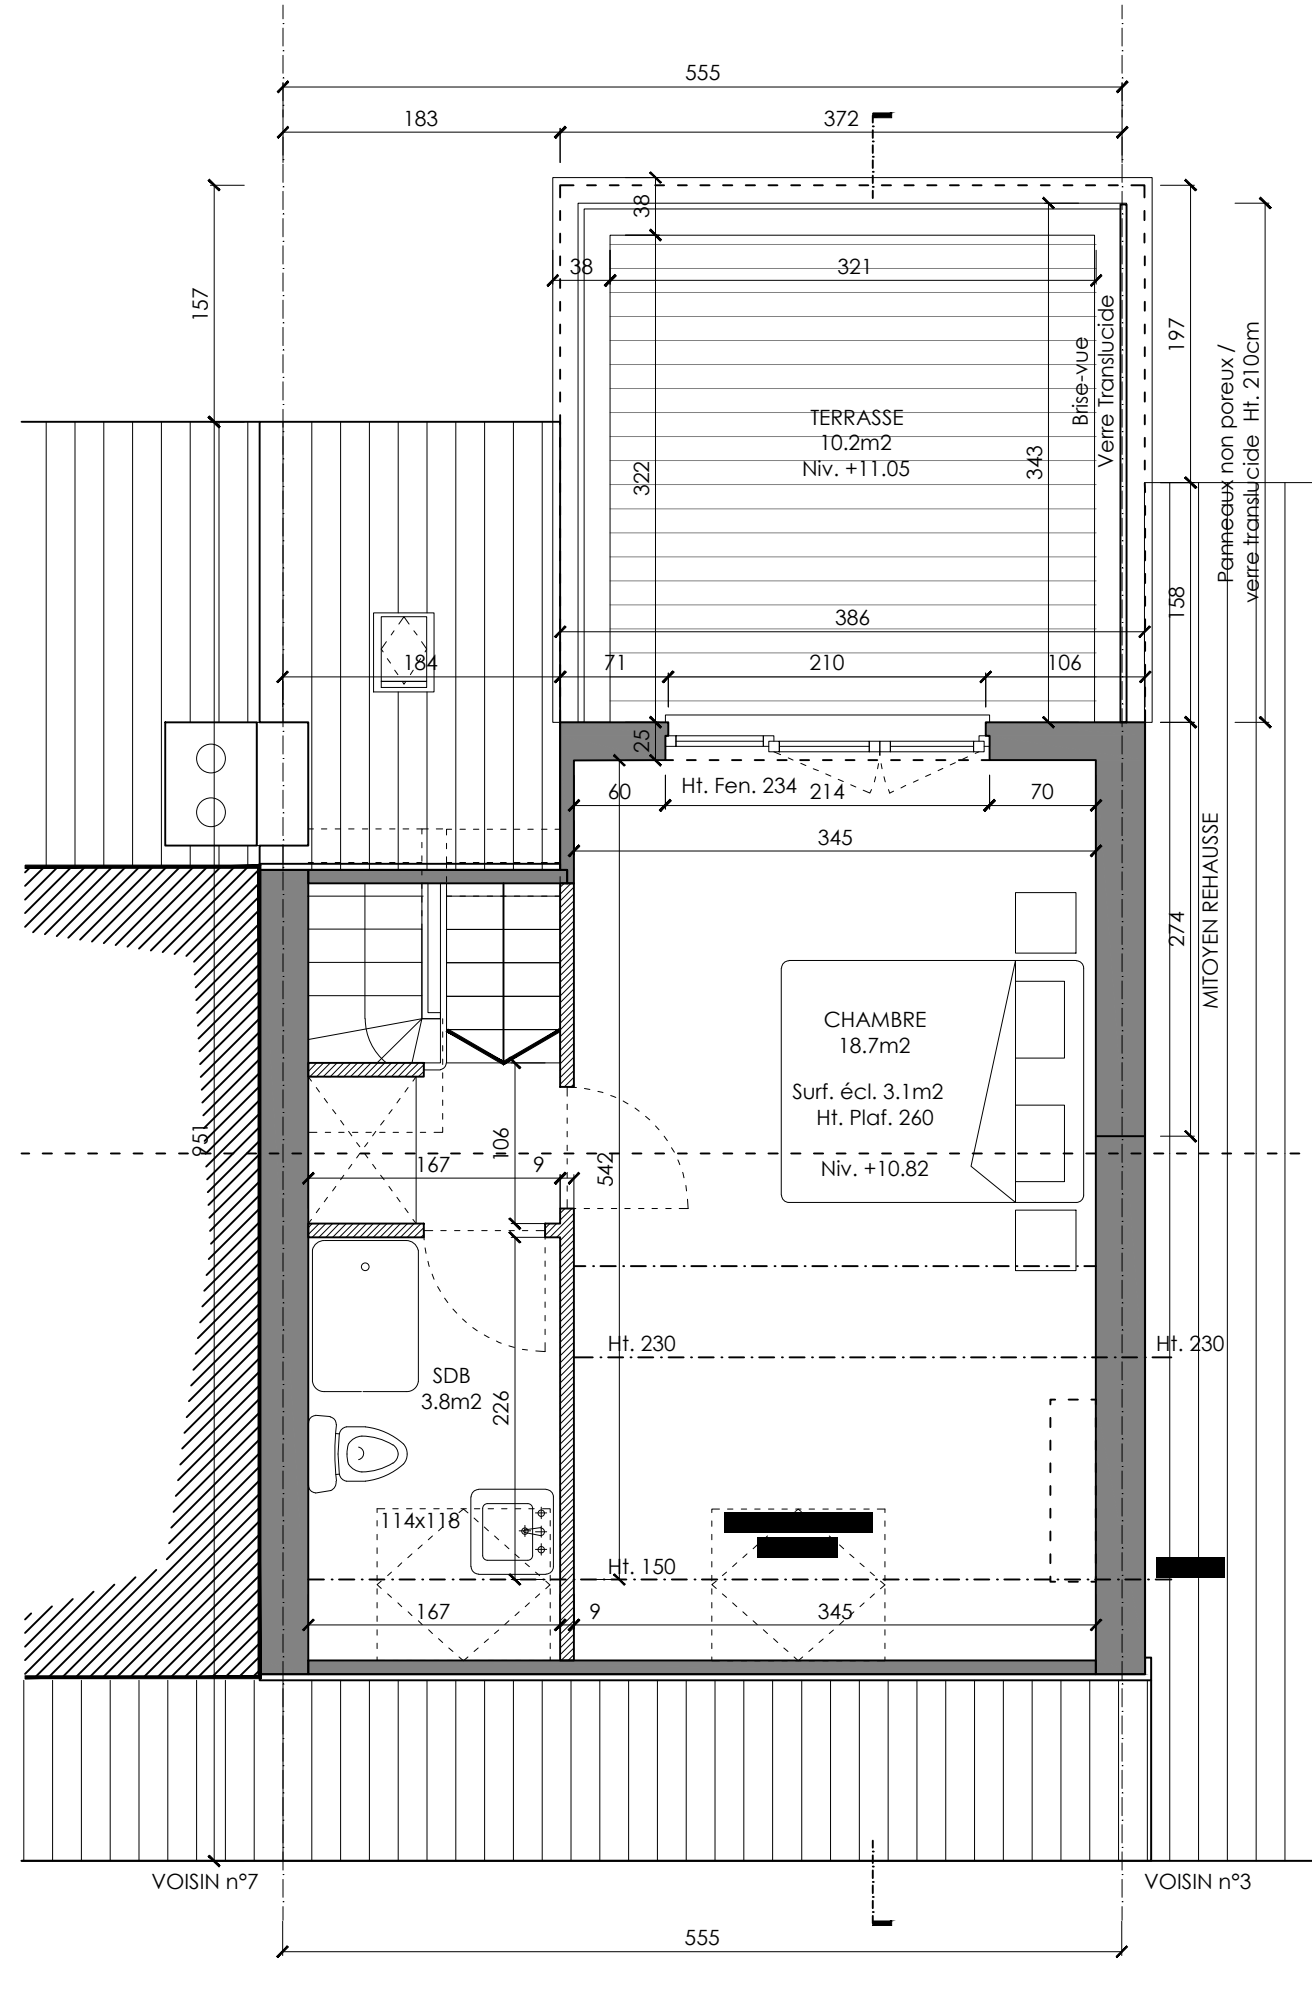 555
183
372
38
38
321
157
197
Brise-vue
Verre Translucide
Panneaux non poreux /
verre translucide Ht. 210cm
TERRASSE
10.2m2
Niv. +11.05
322
343
158
386
184
71
210
106
25
Ht. Fen. 234
60
214
70
345
274
MITOYEN REHAUSSE
CHAMBRE
18.7m2
Surf. écl. 3.1m2
Ht. Plaf. 260
Niv. +10.82
951
106
167
9
542
Ht. 230
Ht. 230
SDB
3.8m2
226
114x118
Ht. 150
167
9
345
VOISIN n°7
VOISIN n°3
555